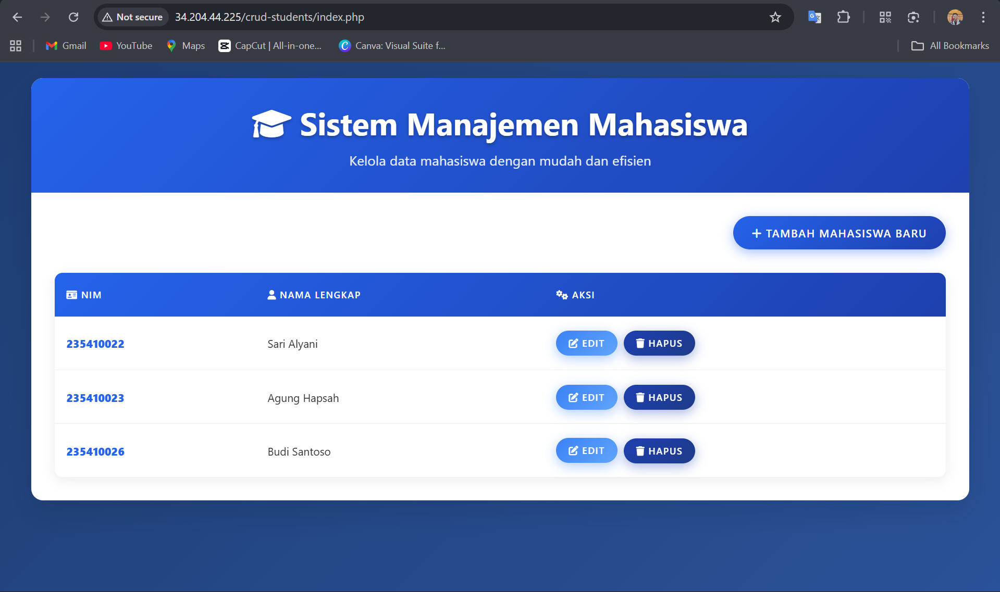 Not secure 34.204.44.225/crud-students/index.php
Gmail YouTube Maps CapCut | All-in-one... Canva: Visual Suite f... All Bookmarks
Sistem Manajemen Mahasiswa
Kelola data mahasiswa dengan mudah dan efisien
+ TAMBAH MAHASISWA BARU
NIM NAMA LENGKAP AKSI
235410022 Sari Alyani EDIT HAPUS
235410023 Agung Hapsah EDIT HAPUS
235410026 Budi Santoso EDIT HAPUS